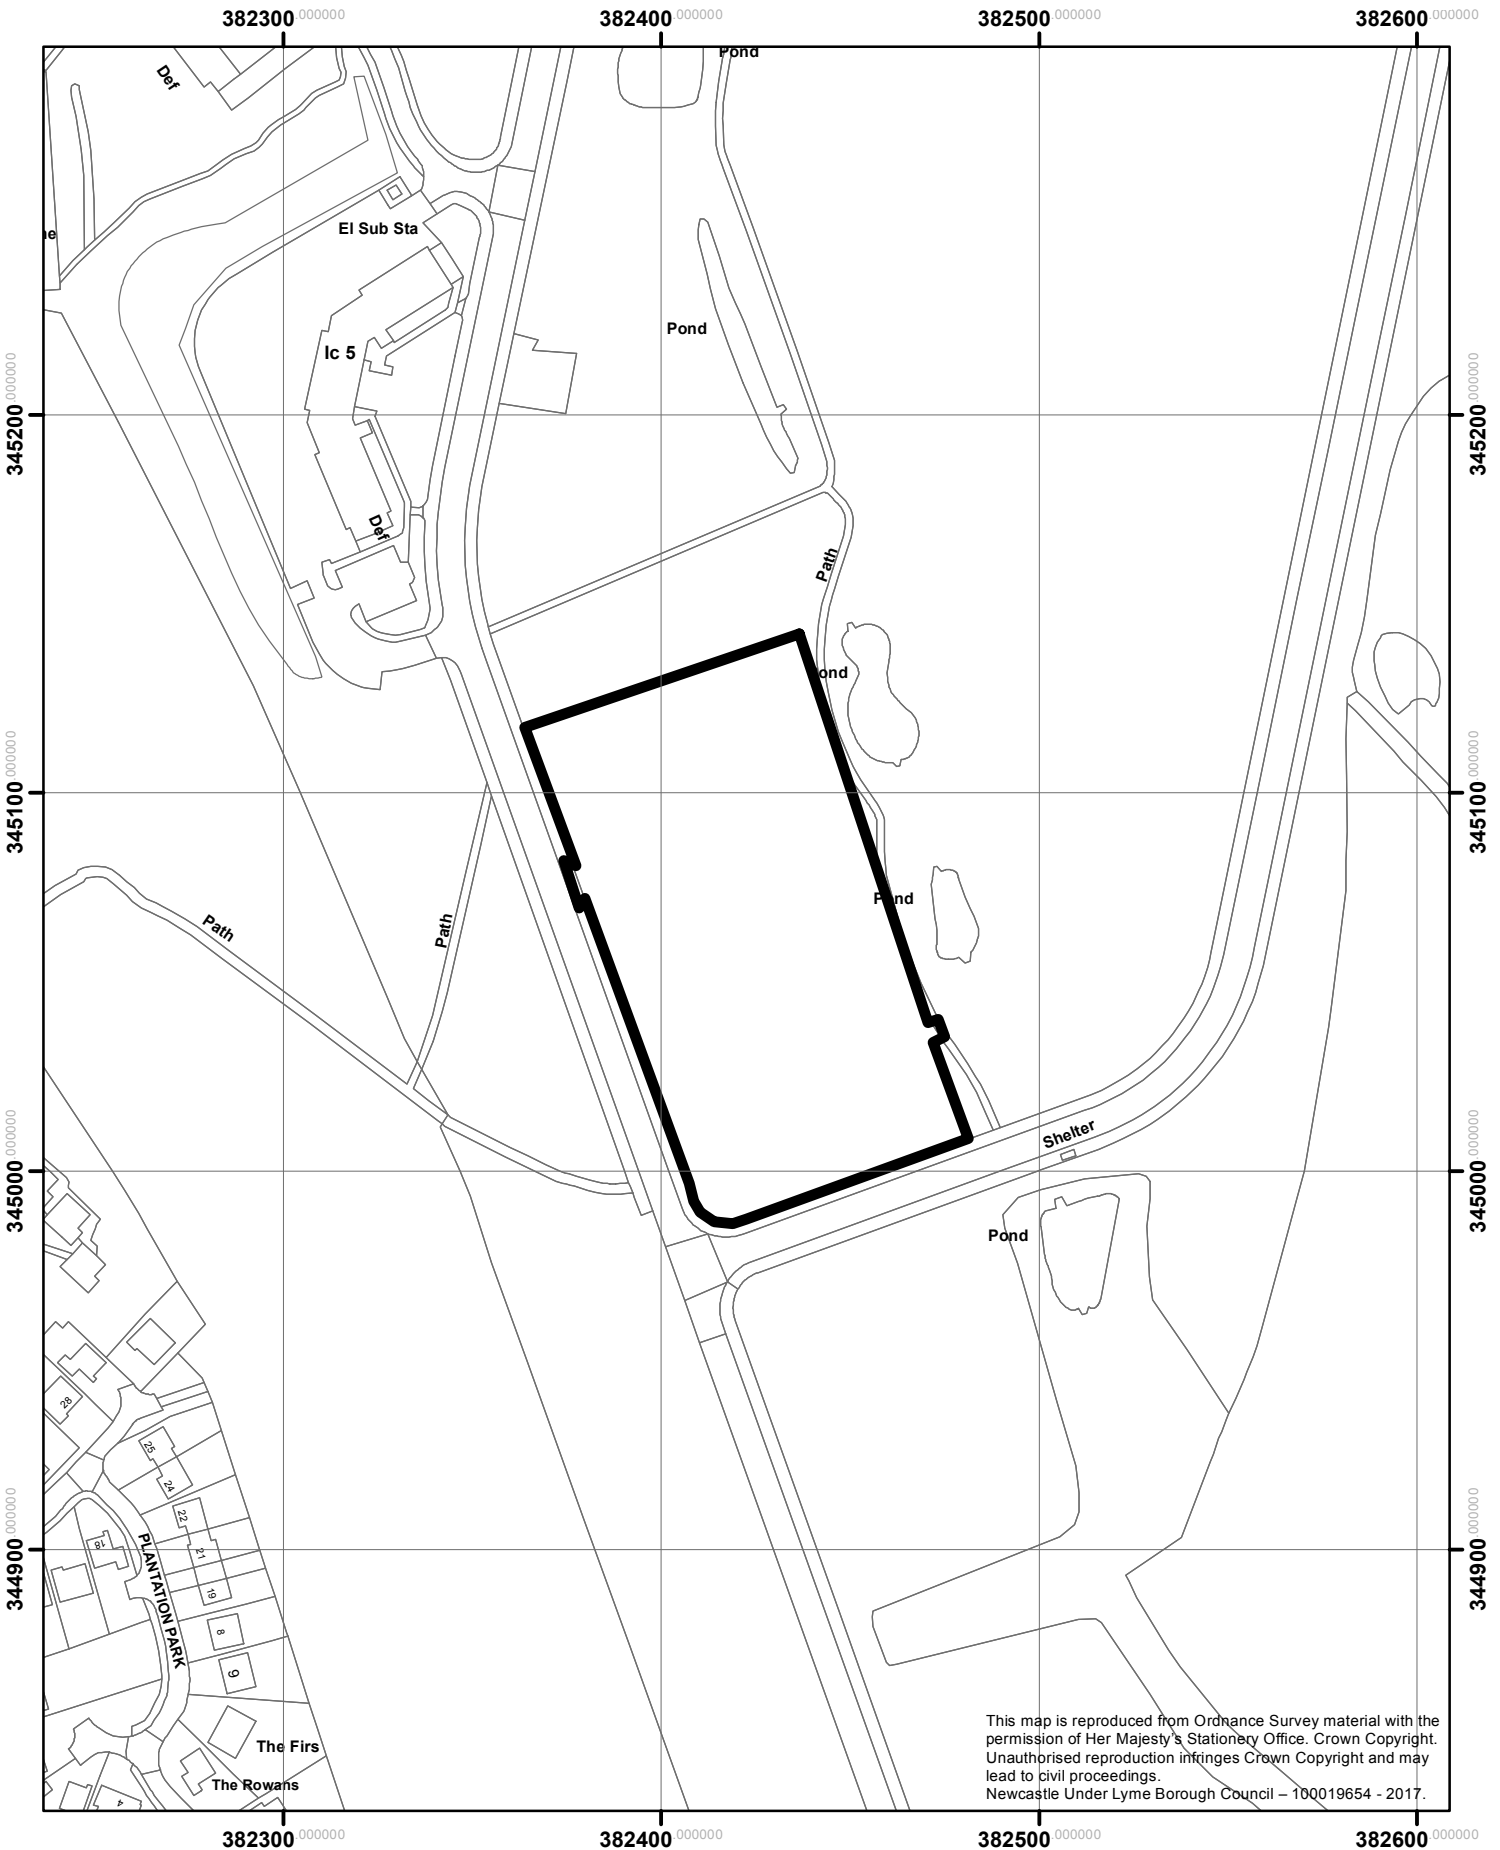 382300.000000 382400.000000 382500.000000 382600.000000
Pond
Def
El Sub Sta
Pond
Ic 5
345200.000000 345200.000000
Def
Path
ond
345100.000000 345100.000000
Pond
Path
Path
Shelter
345000.000000 345000.000000
Pond
28
25
24
22
21
18
19
PLANTATION PARK
8
9
344900.000000 344900.000000
The Firs
The Rowans
4
This map is reproduced from Ordnance Survey material with the
permission of Her Majesty's Stationery Office. Crown Copyright.
Unauthorised reproduction infringes Crown Copyright and may
lead to civil proceedings.
Newcastle Under Lyme Borough Council – 100019654 - 2017.
382300.000000 382400.000000 382500.000000 382600.000000